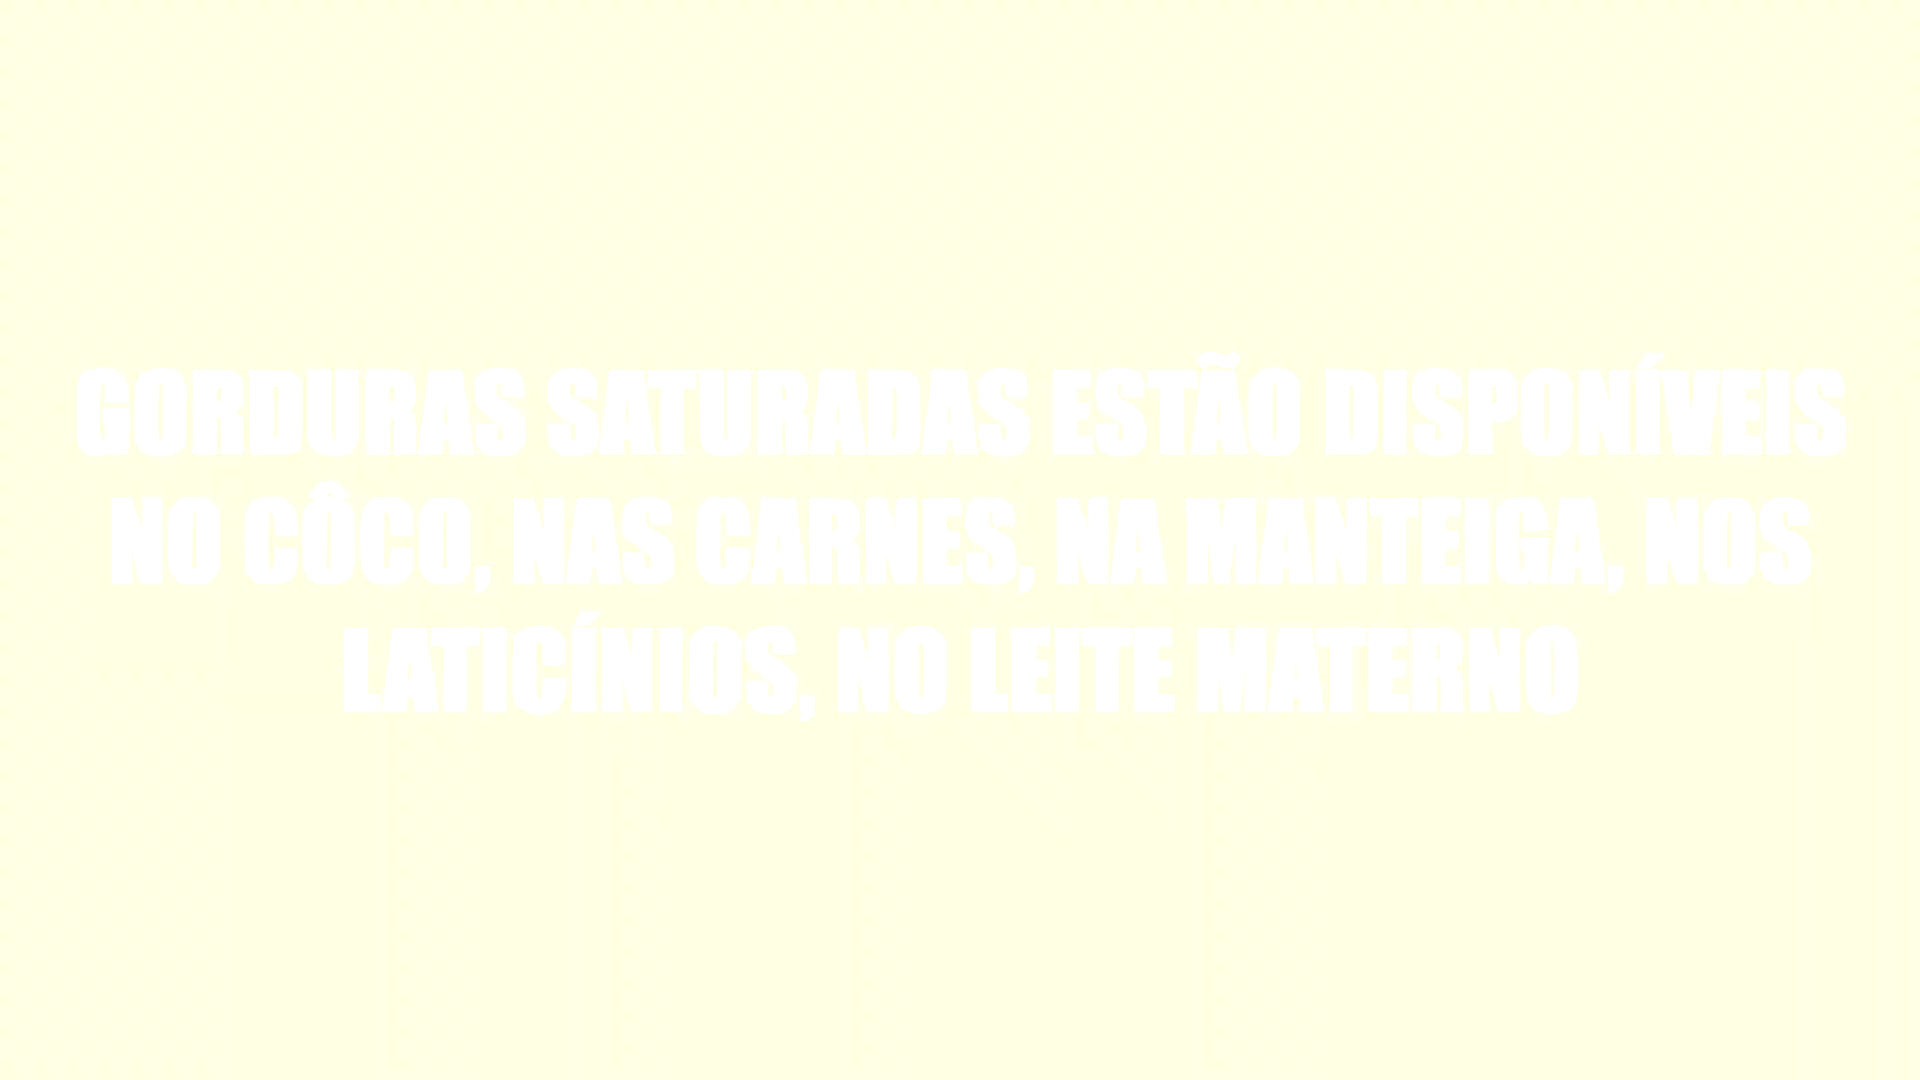 GORDURAS SATURADAS ESTÃO DISPONÍVEIS
NO CÔCO, NAS CARNES, NA MANTEIGA, NOS
LATICÍNIOS, NO LEITE MATERNO